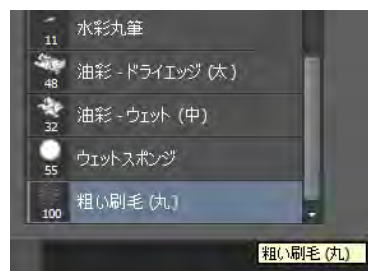 水彩丸筆
11
油彩 - ドライエッジ (太)
48
油彩 - ウェット (中)
32
ウェットスポンジ
55
粗い刷毛 (丸)
100
粗い刷毛 (丸)